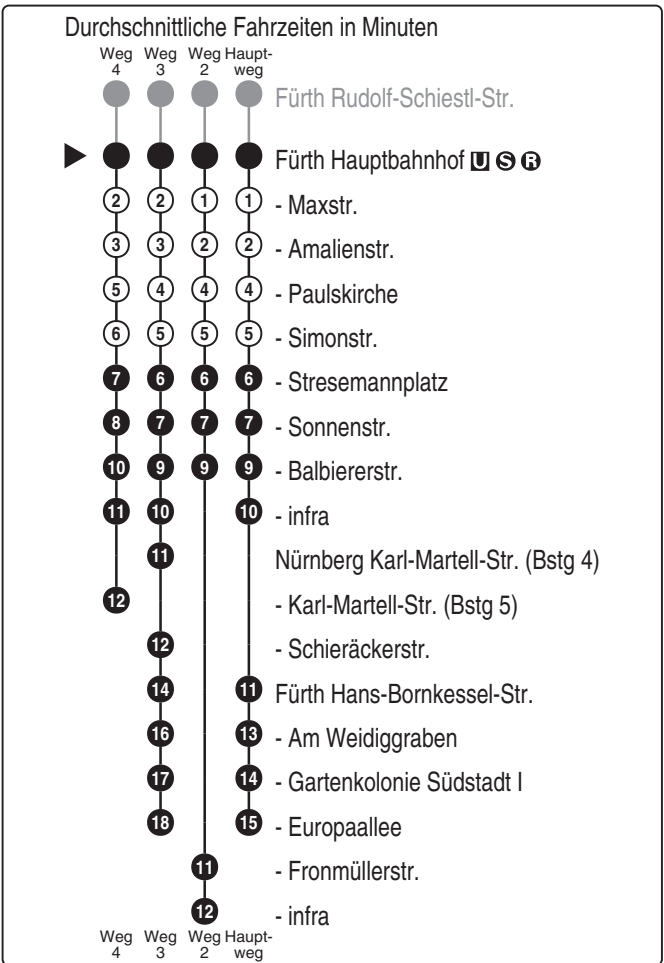 Durchschnittliche Fahrzeiten in Minuten
Weg Weg Weg Haupt-
4 3 2 weg
Fürth Rudolf-Schiestl-Str.
Fürth Hauptbahnhof U S R
2 2 1 1 - Maxstr.
3 3 2 2 - Amalienstr.
5 4 4 4 - Paulskirche
6 5 5 5 - Simonstr.
7 6 6 6 - Stresemannplatz
8 7 7 7 - Sonnenstr.
10 9 9 9 - Balbiererstr.
11 10 10 - infra
11 Nürnberg Karl-Martell-Str. (Bstg 4)
12 - Karl-Martell-Str. (Bstg 5)
12 - Schieräckerstr.
14 11 Fürth Hans-Bornkessel-Str.
16 13 - Am Weidiggraben
17 14 - Gartenkolonie Südstadt I
18 15 - Europaallee
11 - Fronmüllerstr.
12 - infra
Weg Weg Weg Haupt-
4 3 2 weg